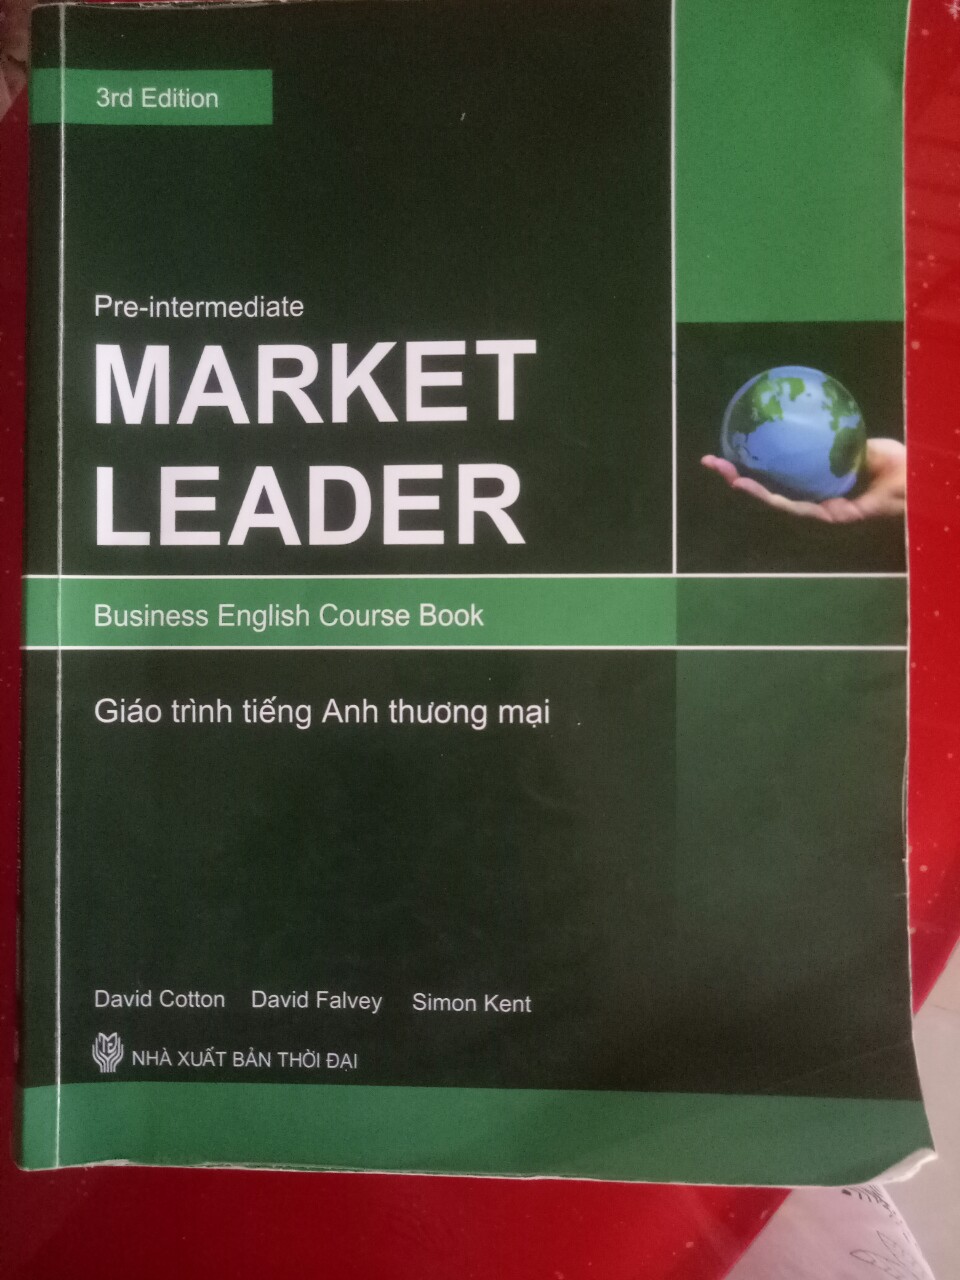 3rd Edition
Pre-intermediate
MARKET
LEADER
Business English Course Book
Giáo trình tiếng Anh thương mại
David Cotton David Falvey Simon Kent
NHÀ XUẤT BẢN THỜI ĐẠI